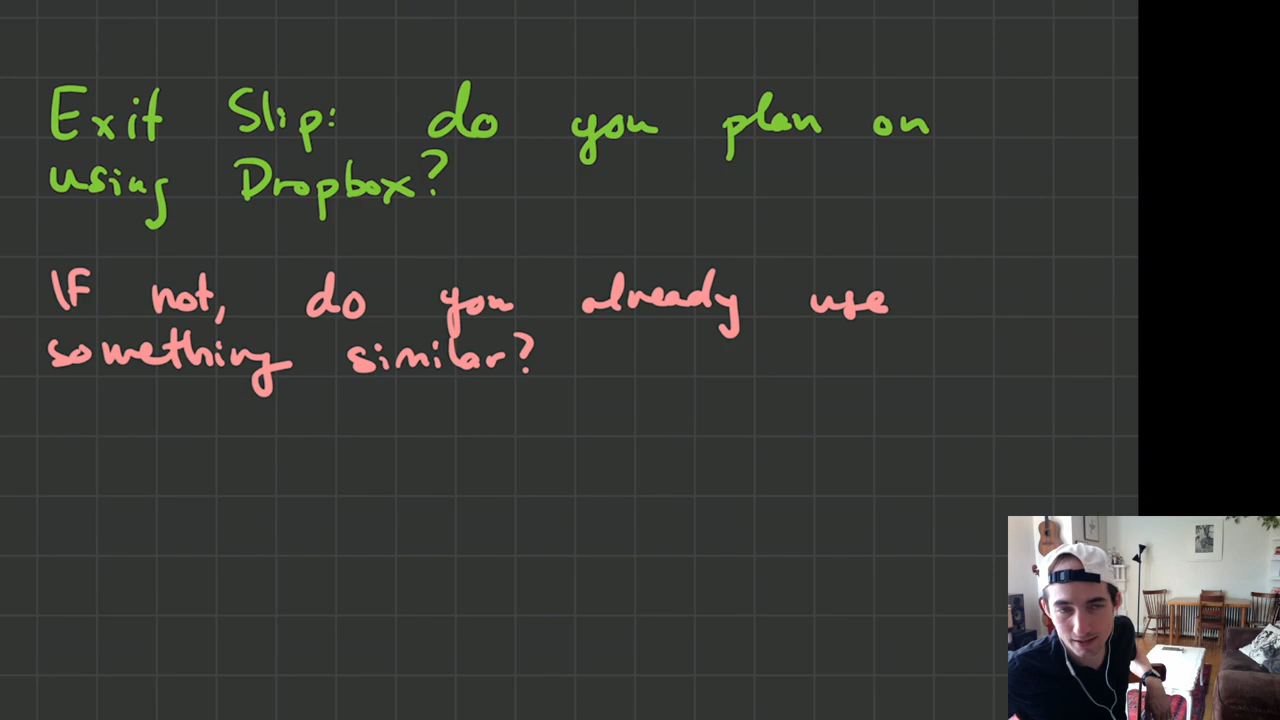 Exit Slip: do you plan on
using Dropbox?
If not, do you already use
something similar?